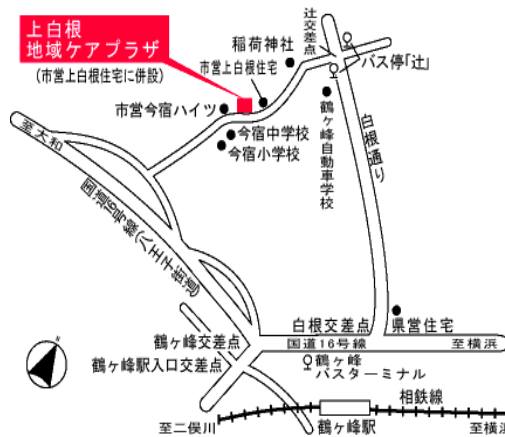 上白根
地域ケアプラザ
(市営上白根住宅に併設)
辻交差点
稲荷神社
市営上白根住宅
バス停「辻」
市営今宿ハイツ
今宿中学校
今宿小学校
鶴ヶ峰自動車学校
白根通り
至大和
国道16号線(八王子街道)
白根交差点
県営住宅
鶴ヶ峰交差点
国道16号線
至横浜
鶴ヶ峰駅入口交差点
鶴ヶ峰
バスターミナル
N
相鉄線
至二俣川
鶴ヶ峰駅
至横浜